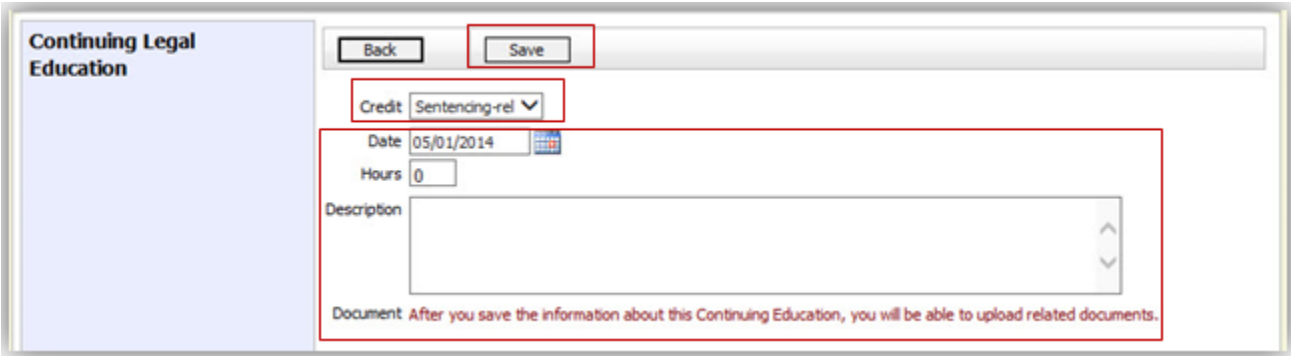 Continuing Legal
Education
Back Save
Credit Sentencing-rel
Date 05/01/2014
Hours 0
Description
Document After you save the information about this Continuing Education, you will be able to upload related documents.